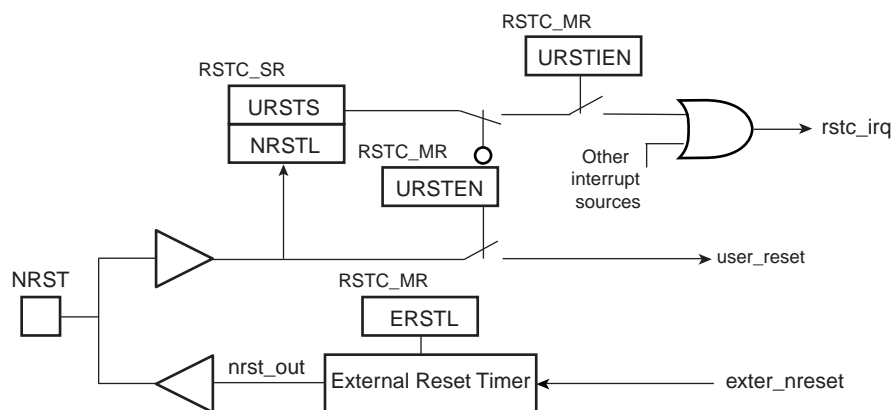 RSTC_MR
URSTIEN
RSTC_SR
URSTS
NRSTL
RSTC_MR
URSTEN
rstc_irq
Other
interrupt
sources
user_reset
NRST
RSTC_MR
ERSTL
nrst_out
External Reset Timer
exter_nreset